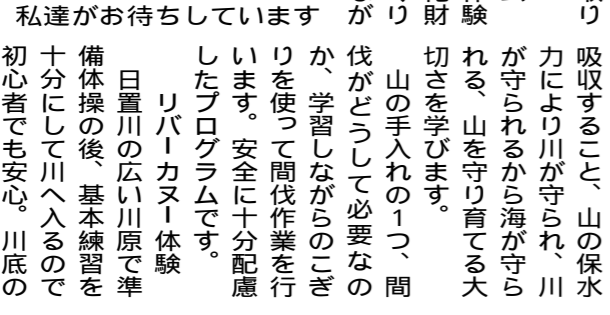 り
験
財
り
が
私達がお待ちしています
吸収すること、山の保水
力により川が守られ、川
が守られるから海が守ら
れる、山を守り育てる大
切さを学びます。
山の手入れの1つ、間
伐がどうして必要なの
か、学習しながらのこぎ
りを使って間伐作業を行
います。安全に十分配慮
したプログラムです。
リバーカヌー体験
日置川の広い川原で準
備体操の後、基本練習を
十分にして川へ入るので
初心者でも安心。川底の